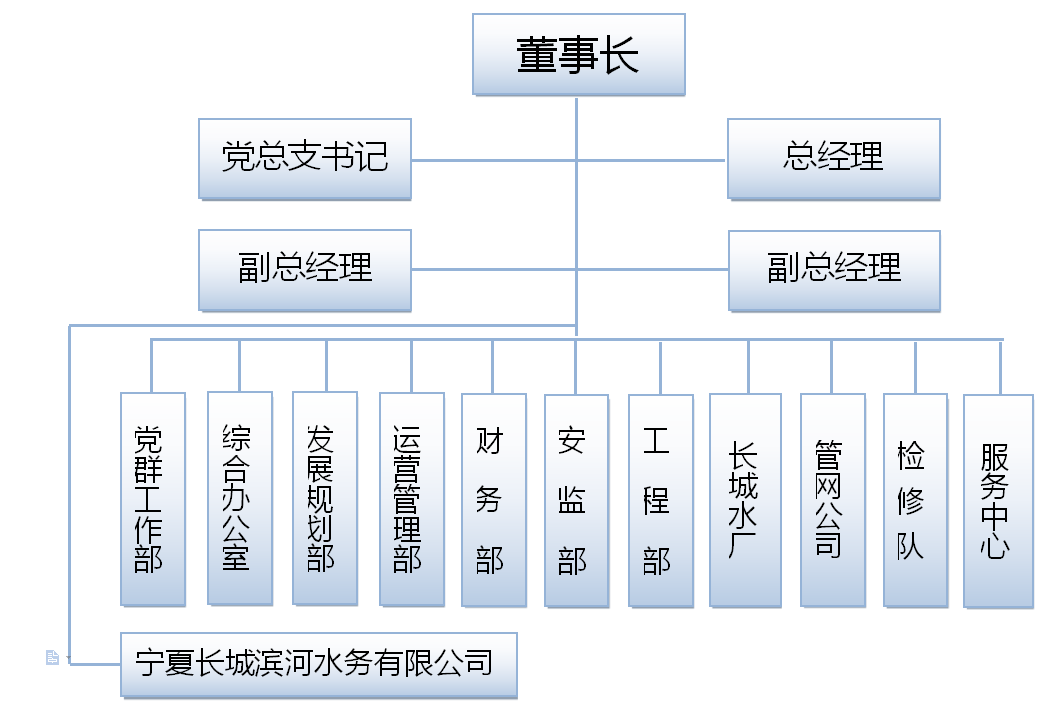 董事长
党总支书记
总经理
副总经理
副总经理
党群工作部
综合办公室
发展规划部
运营管理部
财务部
安监部
工程部
长城水厂
管网公司
检修队
服务中心
宁夏长城滨河水务有限公司